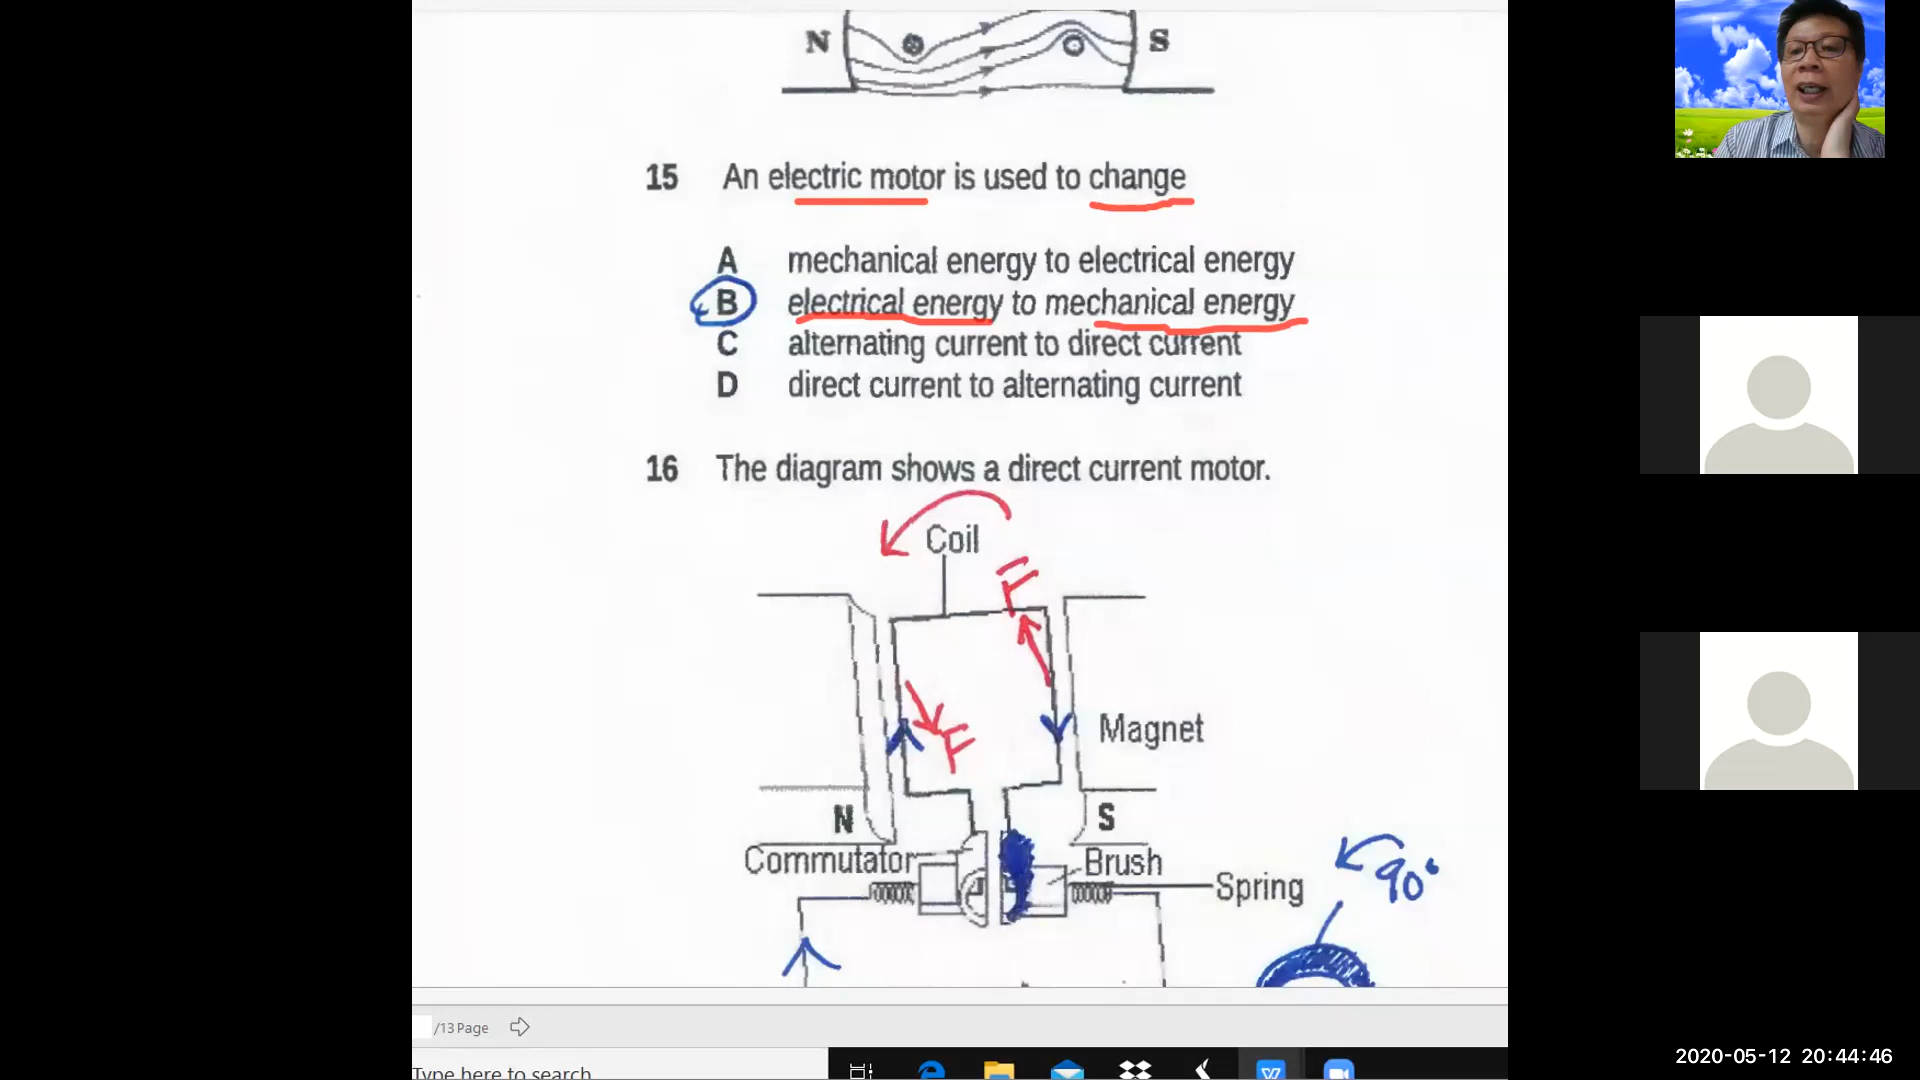 N S
15 An electric motor is used to change
A mechanical energy to electrical energy
B electrical energy to mechanical energy
C alternating current to direct current
D direct current to alternating current
16 The diagram shows a direct current motor.
Coil
F
F
Magnet
N S
Commutator Brush
Spring
90°
/13 Page
Type here to search
2020-05-12 20:44:46